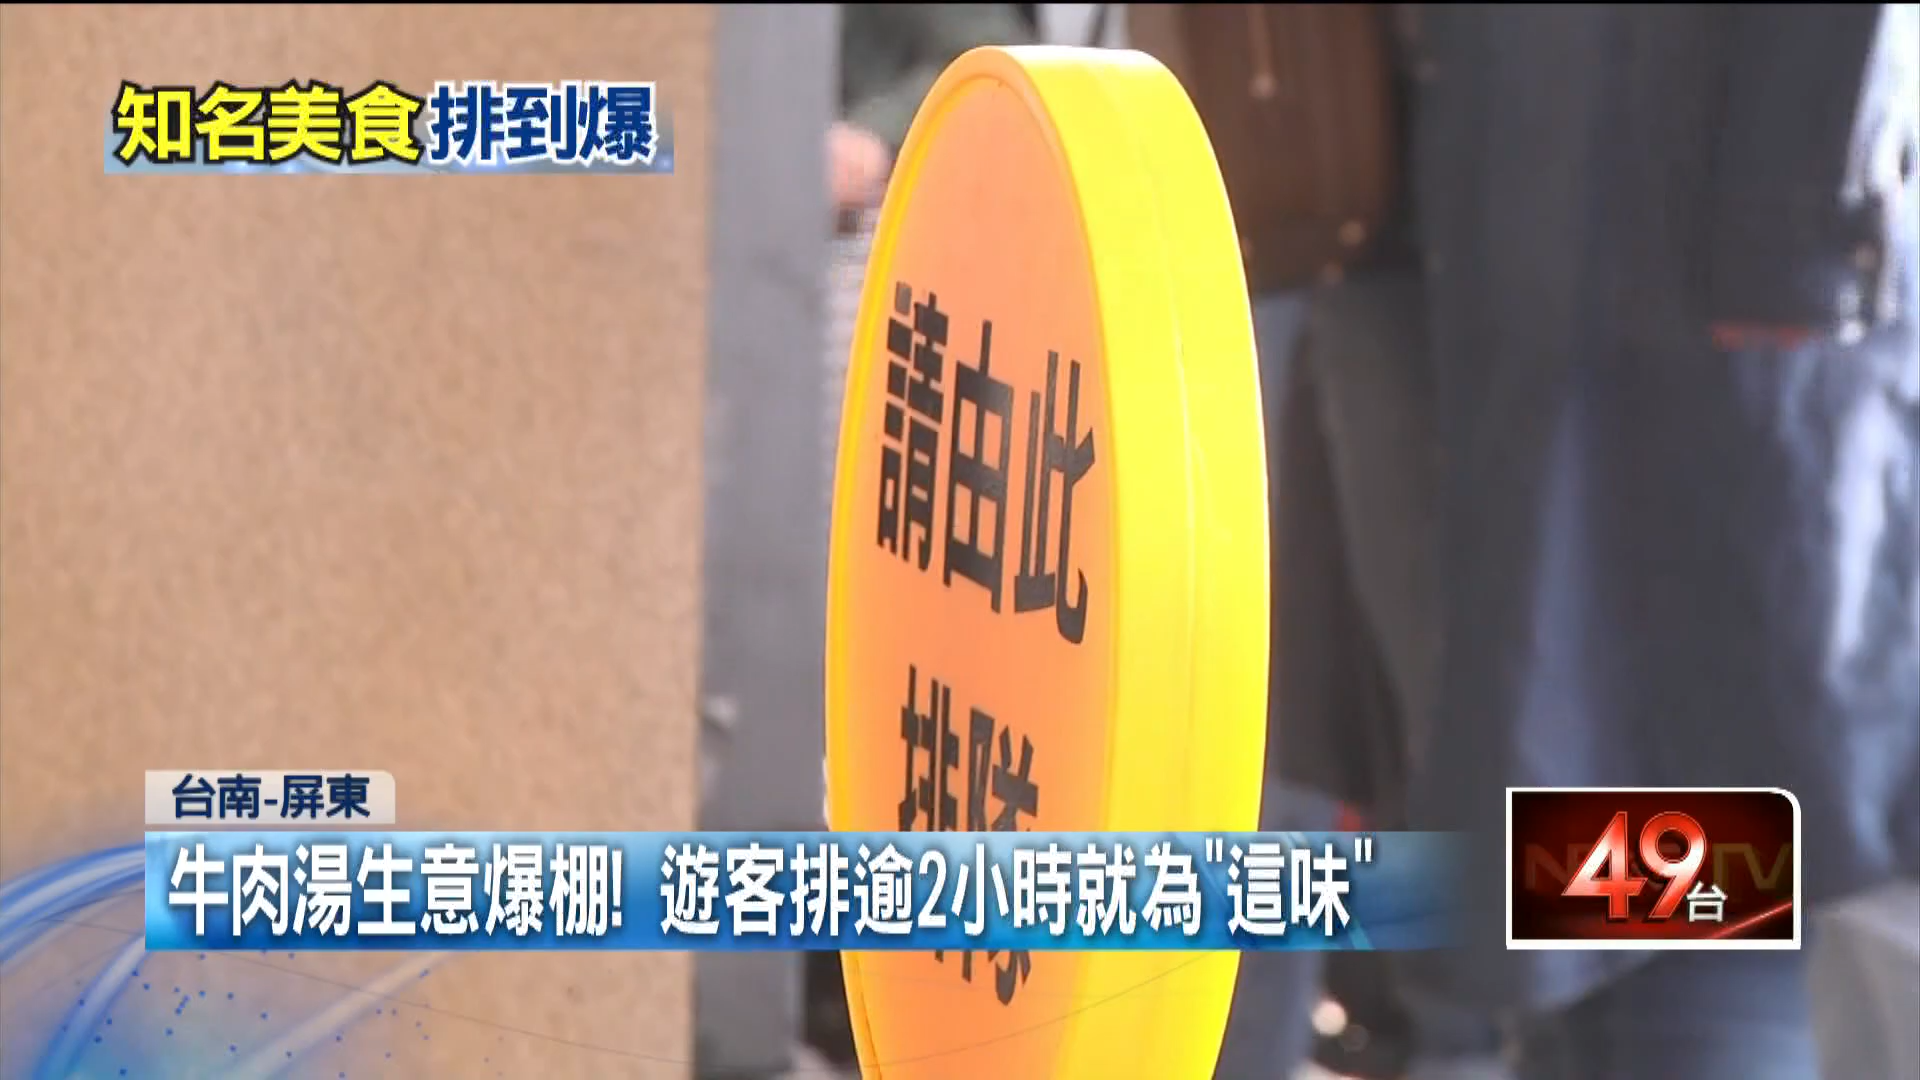 知名美食排到爆
請由此
排隊
台南-屏東
牛肉湯生意爆棚! 遊客排逾2小時就為"這味"
49台